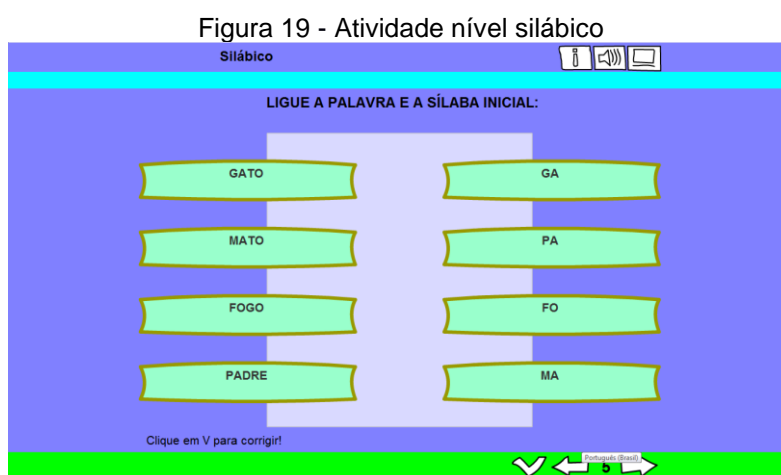 Figura 19 - Atividade nível silábico
Silábico
LIGUE A PALAVRA E A SÍLABA INICIAL:
GATO GA
MATO PA
FOGO FO
PADRE MA
Clique em V para corrigir!
Português (Brasil)
5